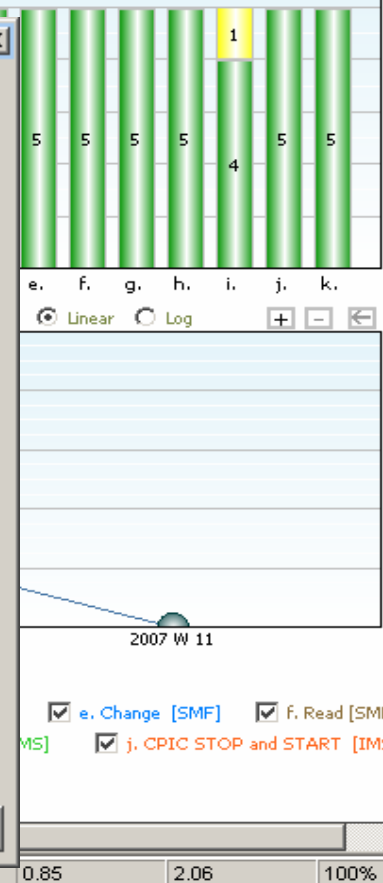 1
5 5 5 5 4 5 5
e. f. g. h. i. j. k.
Linear Log + −
2007 W 11
e. Change [SMF] f. Read [SM
MS] j. CPIC STOP and START [IM
0.85 2.06 100%